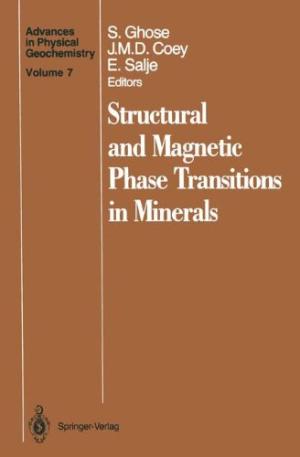 Advances
in Physical
Geochemistry
Volume 7
S. Ghose
J.M.D. Coey
E. Salje
Editors
Structural
and Magnetic
Phase Transitions
in Minerals
Springer-Verlag